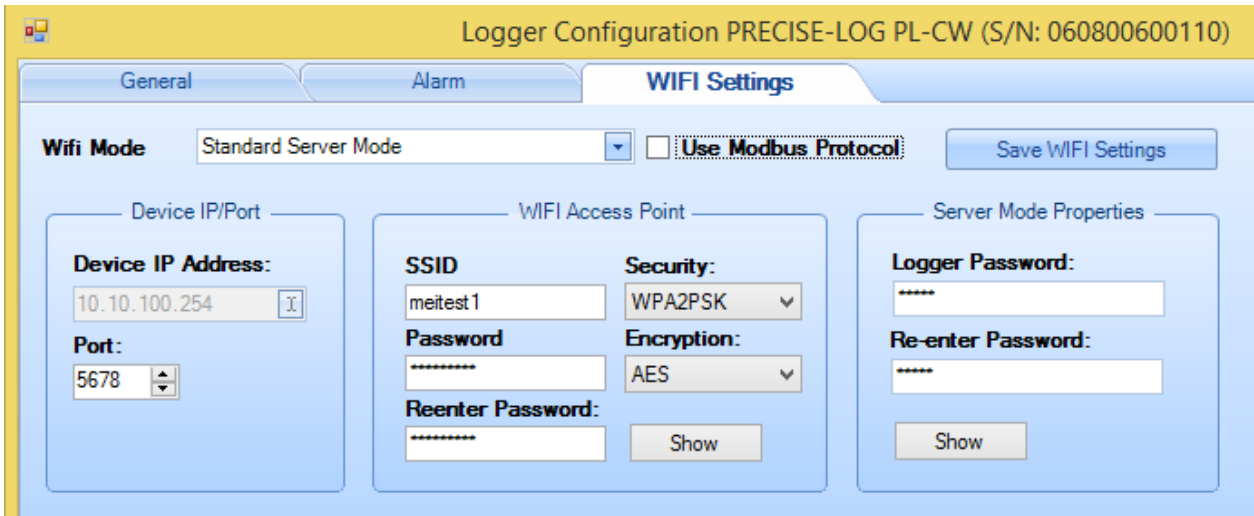 Logger Configuration PRECISE-LOG PL-CW (S/N: 060800600110)
General Alarm WIFI Settings
Wifi Mode Standard Server Mode Use Modbus Protocol Save WIFI Settings
Device IP/Port
Device IP Address:
10.10.100.254
Port:
5678
WIFI Access Point
SSID Security:
meitest1 WPA2PSK
Password Encryption:
********* AES
Reenter Password:
********* Show
Server Mode Properties
Logger Password:
*****
Re-enter Password:
*****
Show